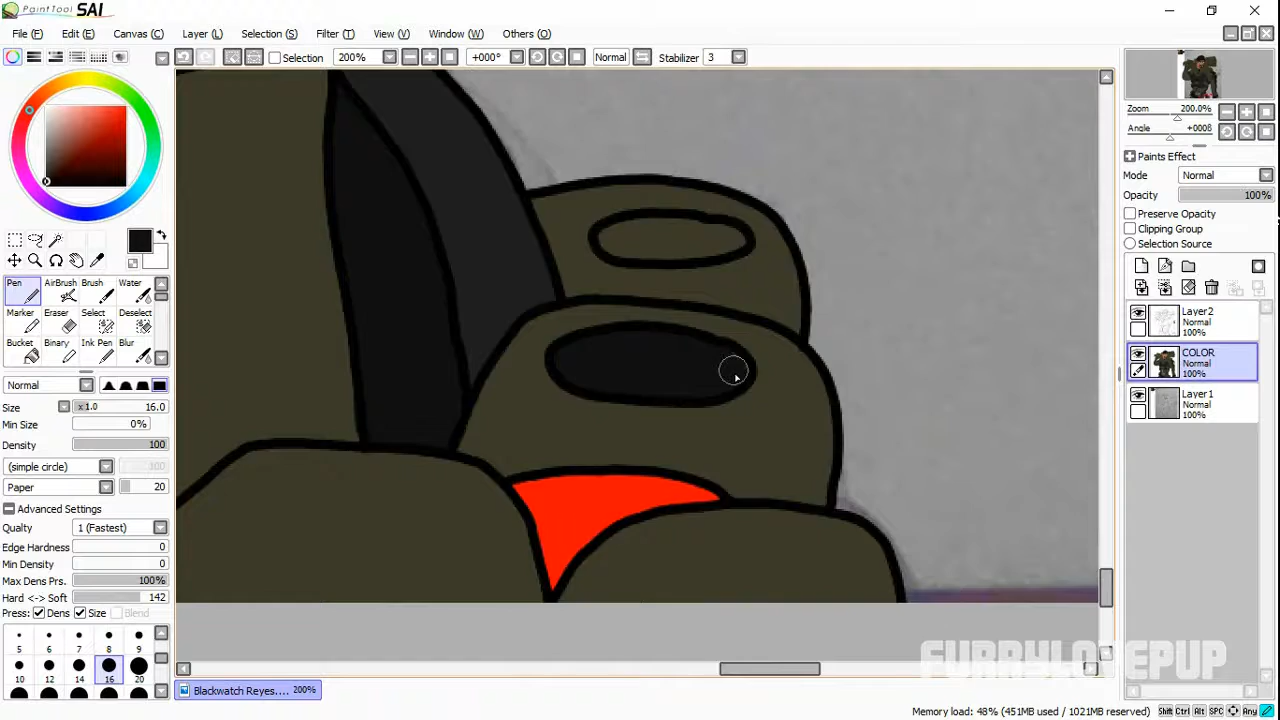 PaintTool SAI
File (F) Edit (E) Canvas (C) Layer (L) Selection (S) Filter (T) View (V) Window (W) Others (O)
Selection 200% +000° Normal Stabilizer 3
Zoom 200.0%
Angle +000ß
Paints Effect
Mode Normal
Opacity 100%
Preserve Opacity
Clipping Group
Selection Source
Pen AirBrush Brush Water
Marker Eraser Select Deselect
Bucket Binary Ink Pen Blur
Normal
Size x 1.0 16.0
Min Size 0%
Density 100
(simple circle) 100
Paper 20
Advanced Settings
Qualty 1 (Fastest)
Edge Hardness 0
Min Density 0
Max Dens Prs. 100%
Hard <-> Soft 142
Press: Dens Size Blend
5 6 7 8 9
10 12 14 16 20
Layer2
Normal
100%
COLOR
Normal
100%
Layer1
Normal
100%
FURRYLOVEPUP
Blackwatch Reyes.... 200%
Memory load: 48% (451MB used / 1021MB reserved) Shift Ctrl Alt SPC Any